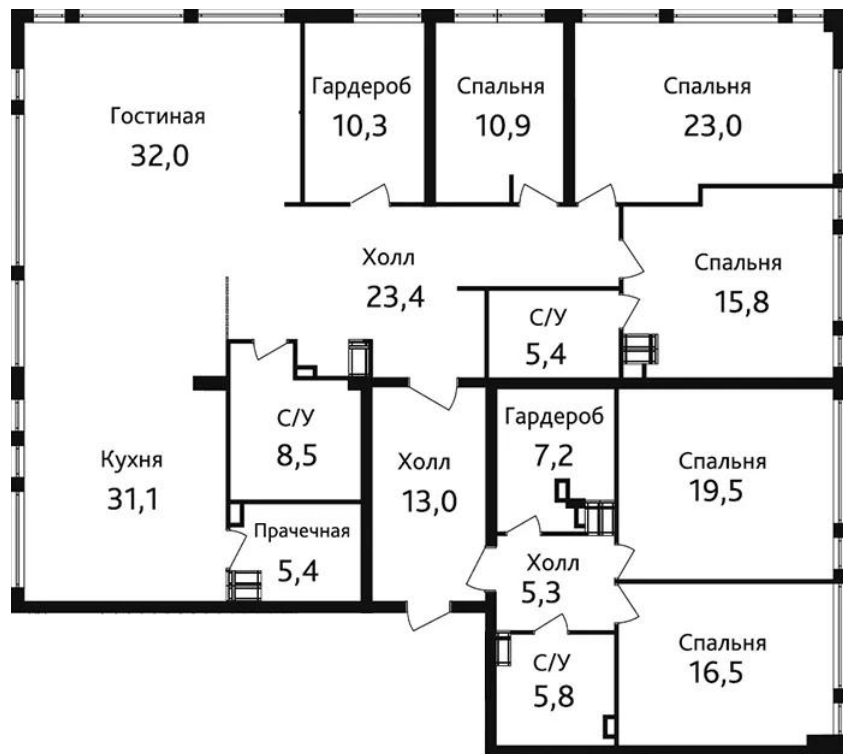 Гостиная
32,0
Гардероб
10,3
Спальня
10,9
Спальня
23,0
Холл
23,4
Спальня
15,8
С/У
5,4
Кухня
31,1
С/У
8,5
Холл
13,0
Гардероб
7,2
Спальня
19,5
Прачечная
5,4
Холл
5,3
С/У
5,8
Спальня
16,5